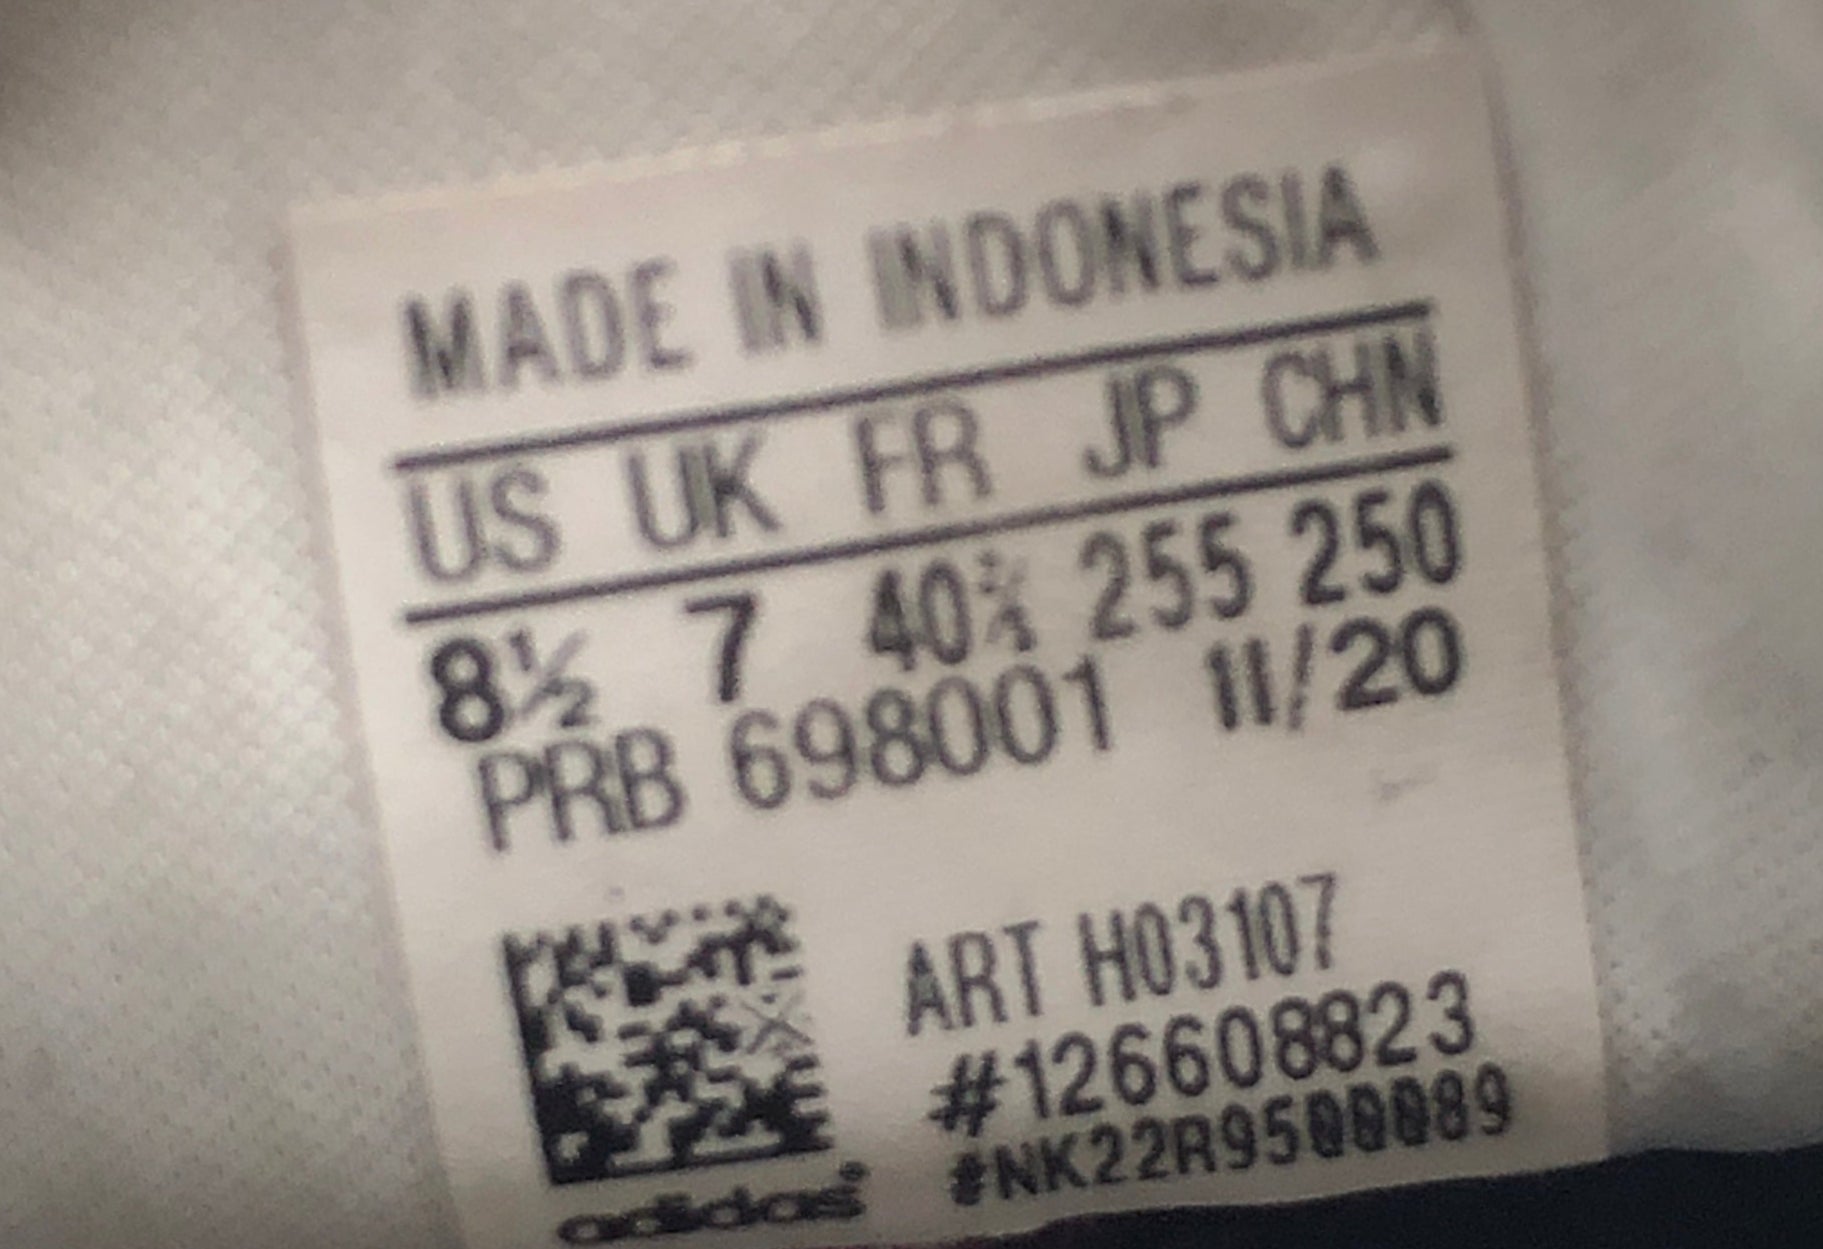 MADE IN INDONESIA
US UK FR JP CHN
8½ 7 40⅔ 255 250
PRB 698001 11/20
ART H03107
#126608823
#NK22R9500089
adidas